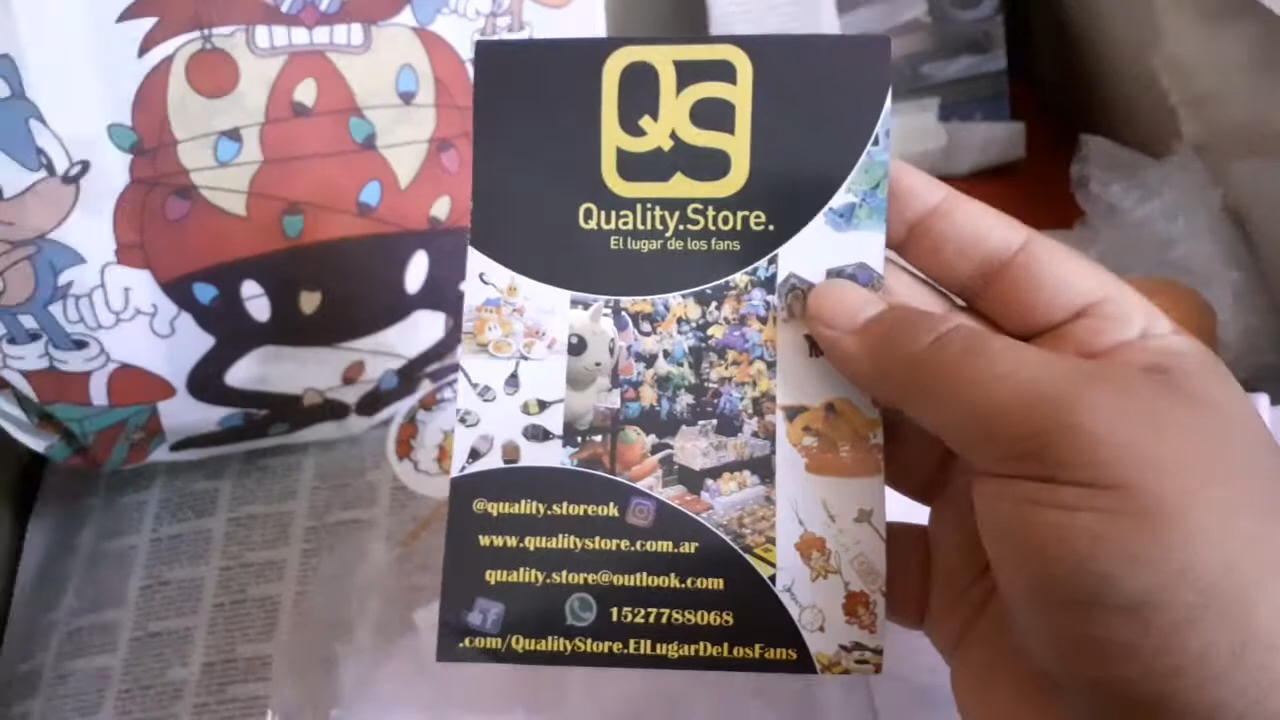 QS
Quality.Store.
El lugar de los fans
@quality.storeok
www.qualitystore.com.ar
quality.store@outlook.com
1527788068
.com/QualityStore.ElLugarDeLosFans